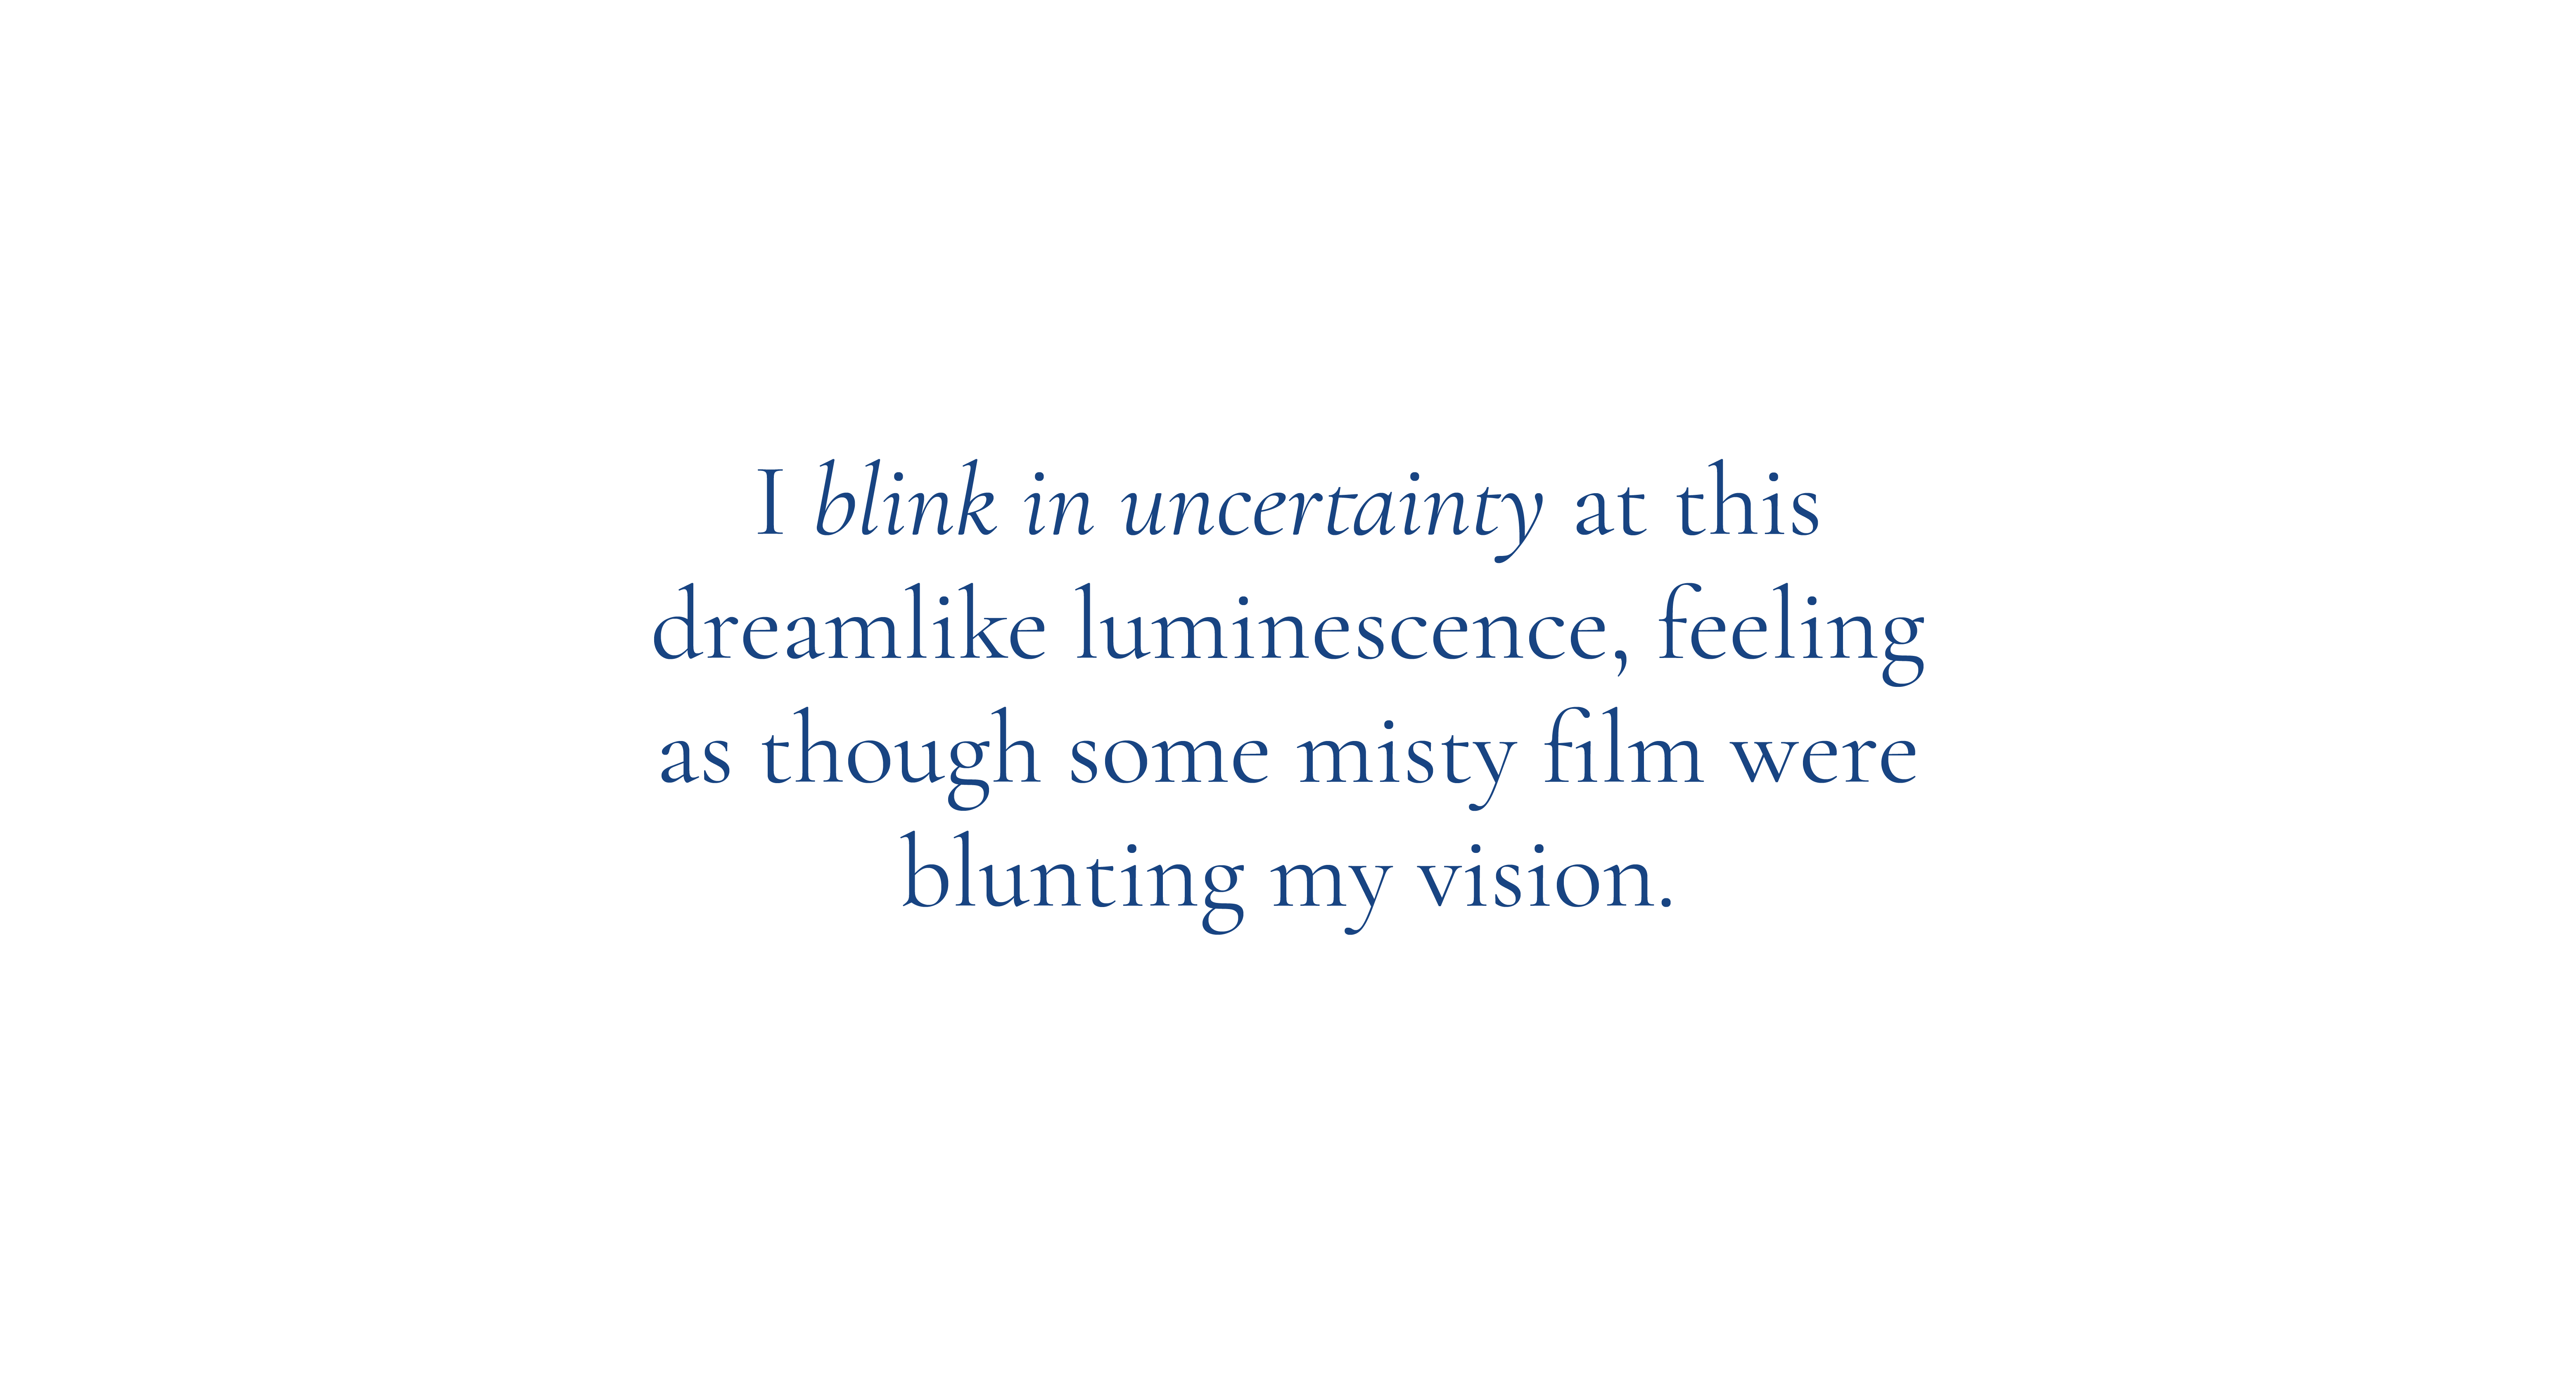 I blink in uncertainty at this
dreamlike luminescence, feeling
as though some misty film were
blunting my vision.